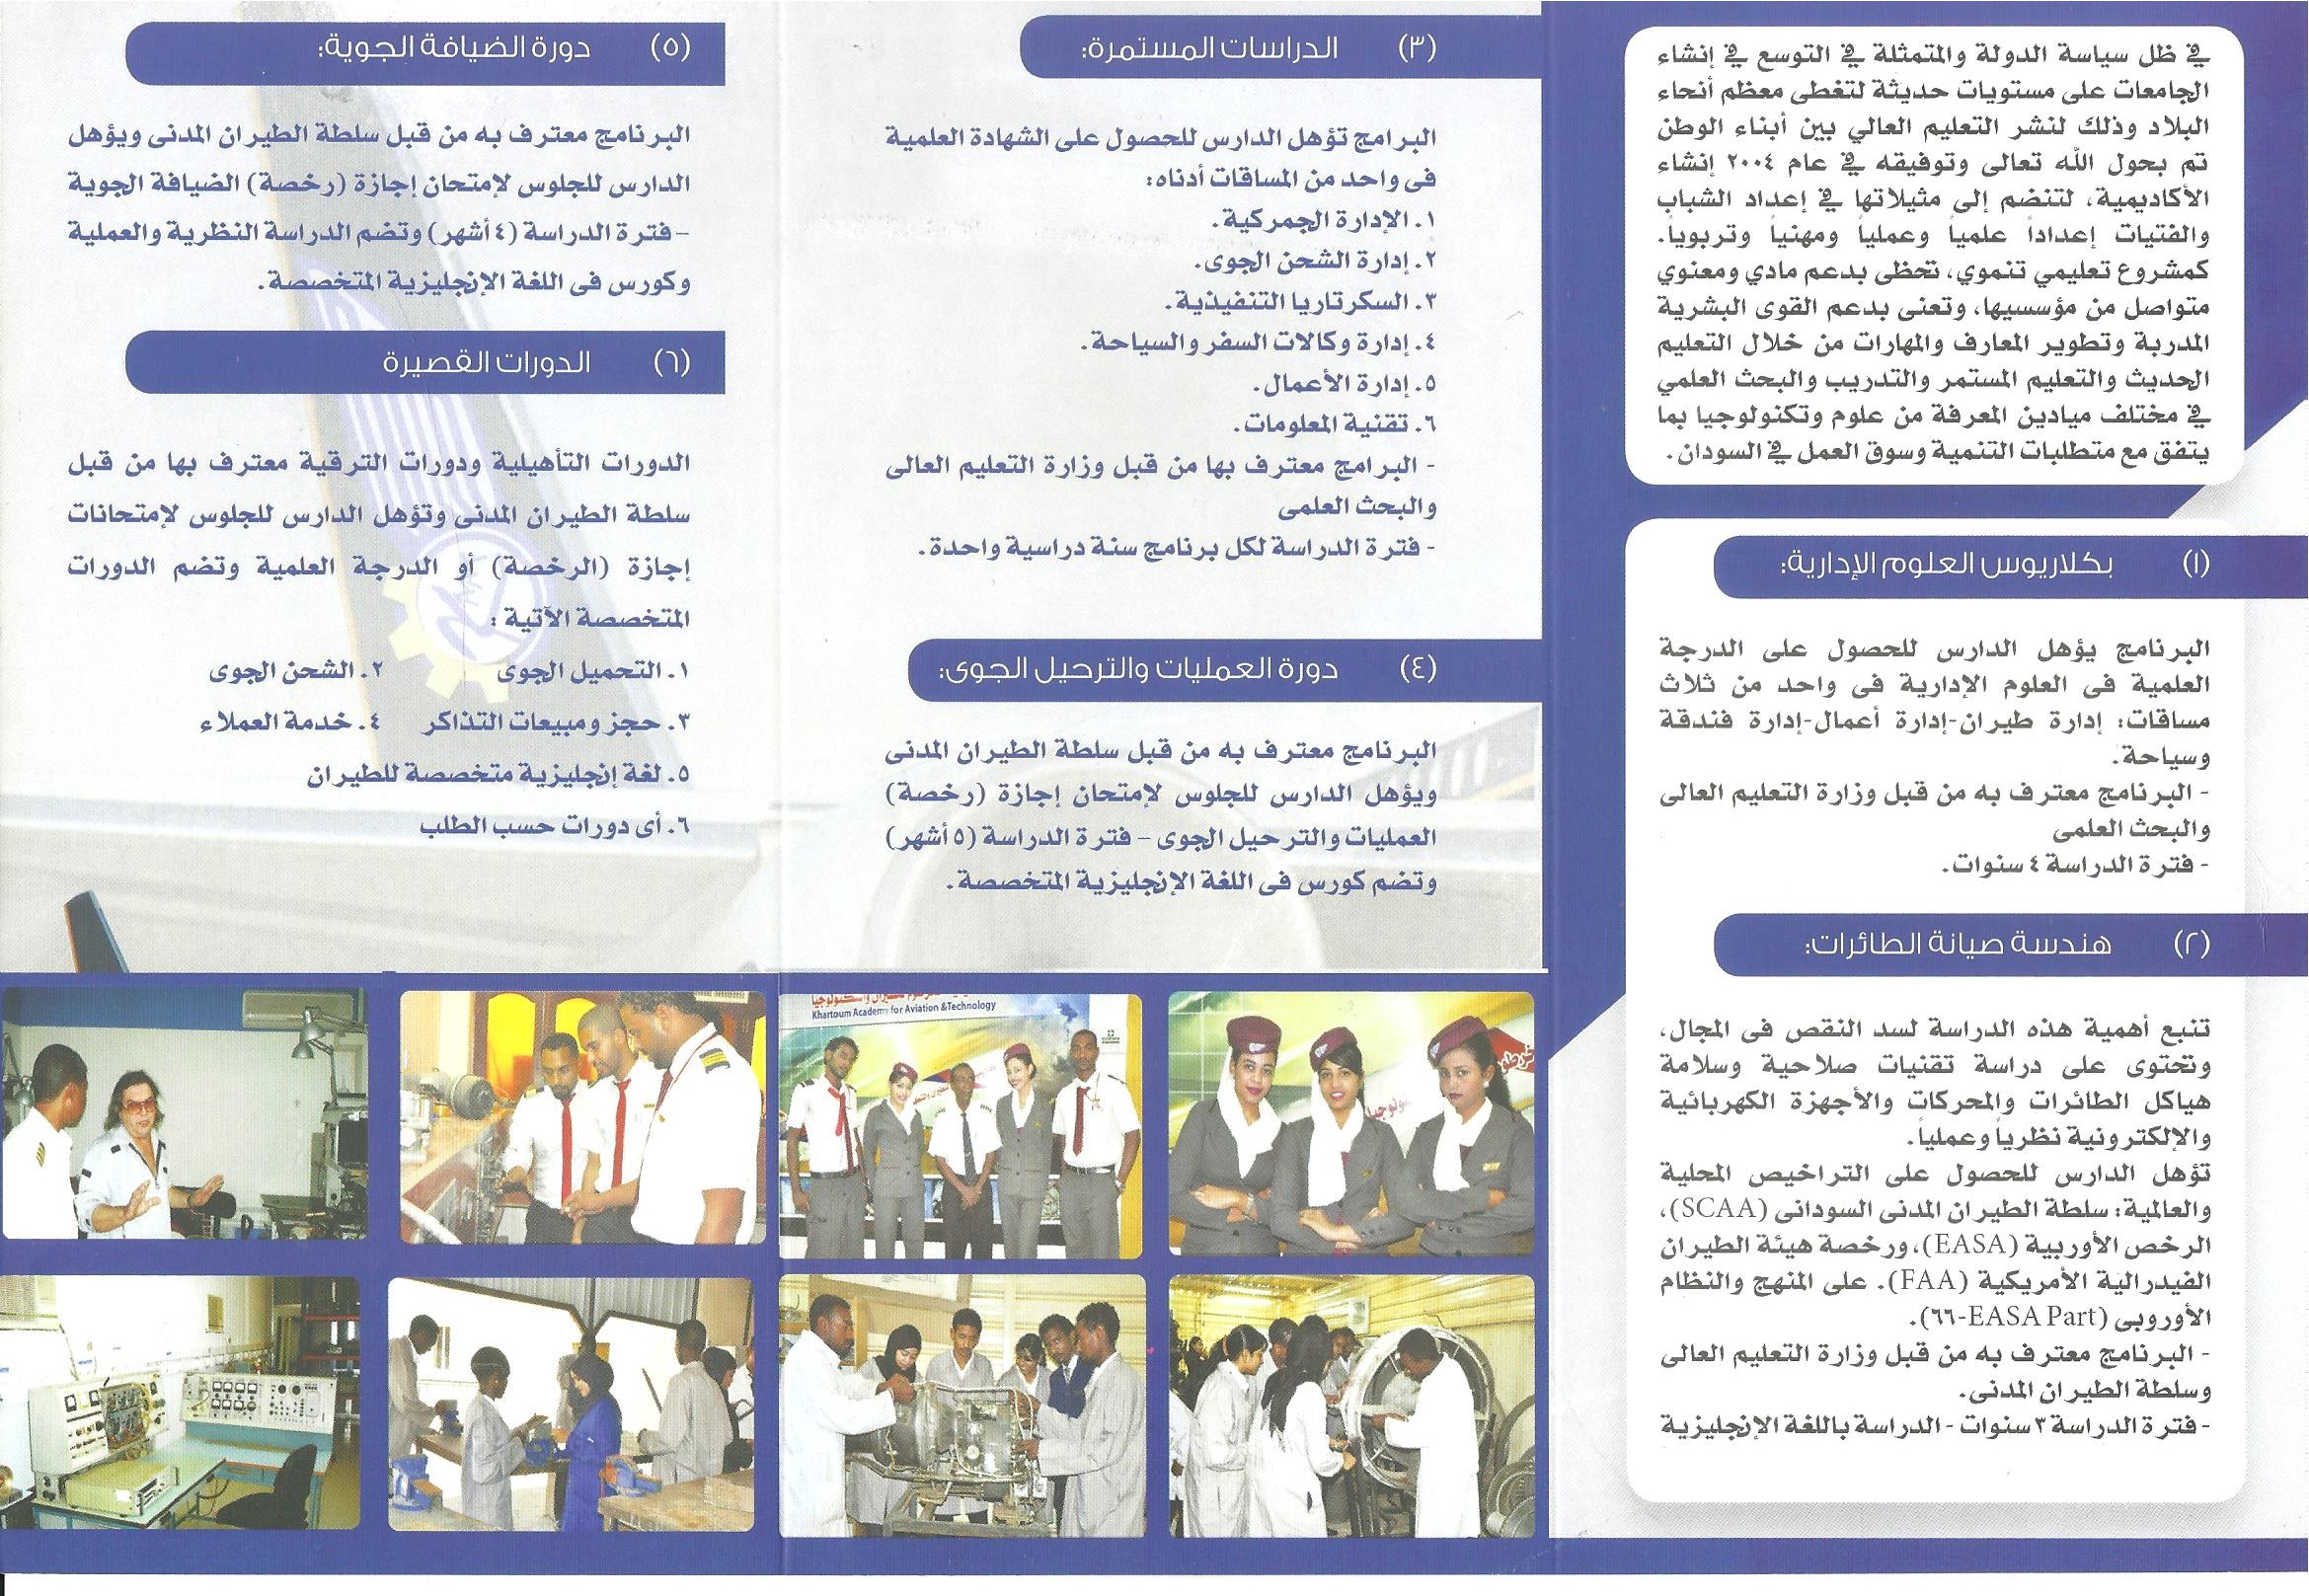 في ظل سياسة الدولة والمتمثلة في التوسع في إنشاء
الجامعات على مستويات حديثة لتغطى معظم أنحاء
البلاد وذلك لنشر التعليم العالي بين أبناء الوطن
تم بحول الله تعالى وتوفيقه في عام ٢٠٠٤ إنشاء
الأكاديمية، لتنضم إلى مثيلاتها في إعداد الشباب
والفتيات إعداداً علمياً وعملياً ومهنياً وتربوياً.
كمشروع تعليمي تنموي، تحظى بدعم مادي ومعنوي
متواصل من مؤسسيها، وتعنى بدعم القوى البشرية
المدربة وتطوير المعارف والمهارات من خلال التعليم
الحديث والتعليم المستمر والتدريب والبحث العلمي
في مختلف ميادين المعرفة من علوم وتكنولوجيا بما
يتفق مع متطلبات التنمية وسوق العمل في السودان.
(١) بكلاريوس العلوم الإدارية:
البرنامج يؤهل الدارس للحصول على الدرجة
العلمية فى العلوم الإدارية فى واحد من ثلاث
مساقات: إدارة طيران-إدارة أعمال-إدارة فندقة
وسياحة.
- البرنامج معترف به من قبل وزارة التعليم العالى
والبحث العلمى
- فترة الدراسة ٤ سنوات.
(٢) هندسة صيانة الطائرات:
تنبع أهمية هذه الدراسة لسد النقص فى المجال،
وتحتوى على دراسة تقنيات صلاحية وسلامة
هياكل الطائرات والمحركات والأجهزة الكهربائية
والإلكترونية نظرياً وعملياً.
تؤهل الدارس للحصول على التراخيص المحلية
والعالمية: سلطة الطيران المدنى السودانى (SCAA)،
الرخص الأوربية (EASA)، ورخصة هيئة الطيران
الفيدرالية الأمريكية (FAA). على المنهج والنظام
الأوروبى (EASA Part-٦٦).
- البرنامج معترف به من قبل وزارة التعليم العالى
وسلطة الطيران المدنى.
- فترة الدراسة ٣ سنوات - الدراسة باللغة الإنجليزية
(٣) الدراسات المستمرة:
البرامج تؤهل الدارس للحصول على الشهادة العلمية
فى واحد من المساقات أدناه:
١. الإدارة الجمركية.
٢. إدارة الشحن الجوى.
٣. السكرتاريا التنفيذية.
٤. إدارة وكالات السفر والسياحة.
٥. إدارة الأعمال.
٦. تقنية المعلومات.
- البرامج معترف بها من قبل وزارة التعليم العالى
والبحث العلمى
- فترة الدراسة لكل برنامج سنة دراسية واحدة.
(٤) دورة العمليات والترحيل الجوى:
البرنامج معترف به من قبل سلطة الطيران المدنى
ويؤهل الدارس للجلوس لإمتحان إجازة (رخصة)
العمليات والترحيل الجوى - فترة الدراسة (٥ أشهر)
وتضم كورس فى اللغة الإنجليزية المتخصصة.
(٥) دورة الضيافة الجوية:
البرنامج معترف به من قبل سلطة الطيران المدنى ويؤهل
الدارس للجلوس لإمتحان إجازة (رخصة) الضيافة الجوية
- فترة الدراسة (٤ أشهر) وتضم الدراسة النظرية والعملية
وكورس فى اللغة الإنجليزية المتخصصة.
(٦) الدورات القصيرة
الدورات التأهيلية ودورات الترقية معترف بها من قبل
سلطة الطيران المدنى وتؤهل الدارس للجلوس لإمتحانات
إجازة (الرخصة) أو الدرجة العلمية وتضم الدورات
المتخصصة الآتية :
١. التحميل الجوى ٢. الشحن الجوى
٣. حجز ومبيعات التذاكر ٤. خدمة العملاء
٥. لغة إنجليزية متخصصة للطيران
٦. أى دورات حسب الطلب
Khartoum Academy for Aviation &Technology